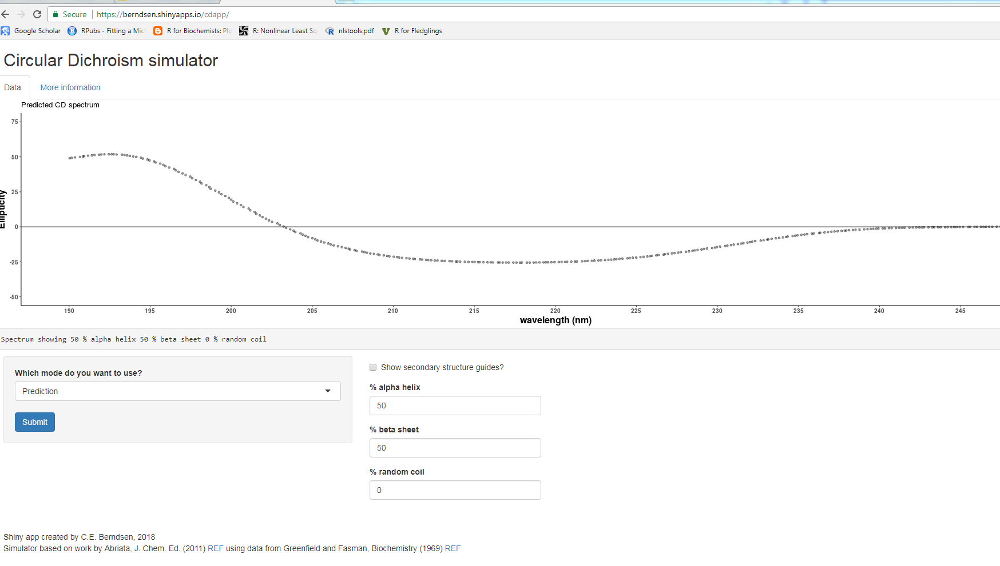 Secure | https://berndsen.shinyapps.io/cdapp/
Google Scholar RPubs - Fitting a Mic R for Biochemists: Plo R: Nonlinear Least Sq nlstools.pdf R for Fledglings
Circular Dichroism simulator
Data More information
Predicted CD spectrum
75
50
25
0
-25
-50
Ellipticity
190 195 200 205 210 215 220 225 230 235 240 245
wavelength (nm)
Spectrum showing 50 % alpha helix 50 % beta sheet 0 % random coil
Which mode do you want to use?
Prediction
Submit
Show secondary structure guides?
% alpha helix
50
% beta sheet
50
% random coil
0
Shiny app created by C.E. Berndsen, 2018
Simulator based on work by Abriata, J. Chem. Ed. (2011) REF using data from Greenfield and Fasman, Biochemistry (1969) REF